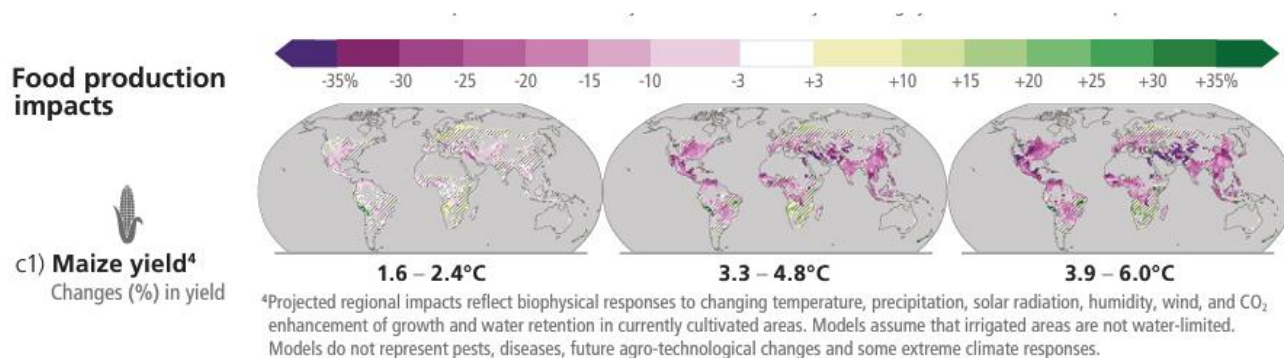 -35% -30 -25 -20 -15 -10 -3 +3 +10 +15 +20 +25 +30 +35%
Food production
impacts
c1) Maize yield⁴
Changes (%) in yield
1.6 – 2.4°C 3.3 – 4.8°C 3.9 – 6.0°C
⁴Projected regional impacts reflect biophysical responses to changing temperature, precipitation, solar radiation, humidity, wind, and CO₂
enhancement of growth and water retention in currently cultivated areas. Models assume that irrigated areas are not water-limited.
Models do not represent pests, diseases, future agro-technological changes and some extreme climate responses.